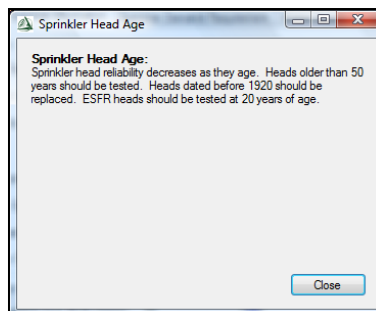 Sprinkler Head Age
Sprinkler Head Age:
Sprinkler head reliability decreases as they age. Heads older than 50
years should be tested. Heads dated before 1920 should be
replaced. ESFR heads should be tested at 20 years of age.
Close